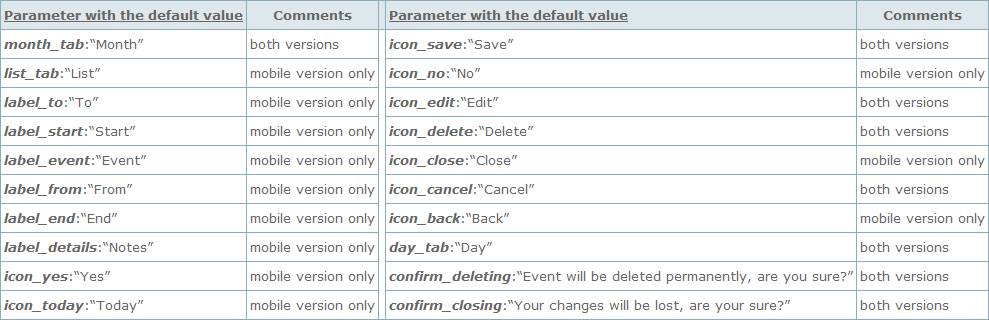 Parameter with the default value Comments Parameter with the default value Comments
month_tab:“Month” both versions icon_save:“Save” both versions
list_tab:“List” mobile version only icon_no:“No” mobile version only
label_to:“To” mobile version only icon_edit:“Edit” both versions
label_start:“Start” mobile version only icon_delete:“Delete” both versions
label_event:“Event” mobile version only icon_close:“Close” mobile version only
label_from:“From” mobile version only icon_cancel:“Cancel” both versions
label_end:“End” mobile version only icon_back:“Back” mobile version only
label_details:“Notes” mobile version only day_tab:“Day” both versions
icon_yes:“Yes” mobile version only confirm_deleting:“Event will be deleted permanently, are you sure?” both versions
icon_today:“Today” mobile version only confirm_closing:“Your changes will be lost, are your sure?” both versions